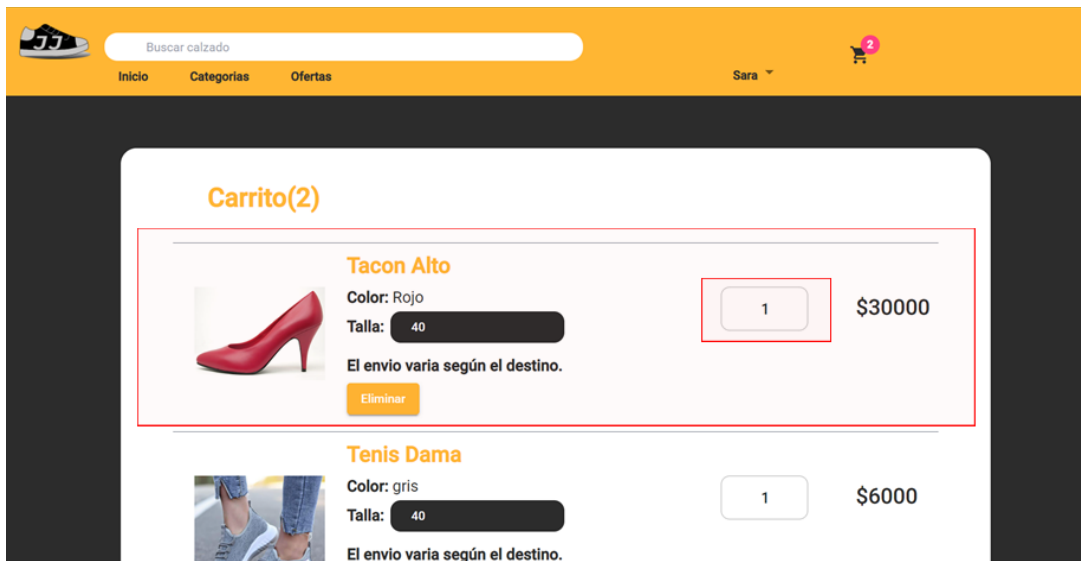 JJ
Buscar calzado
2
Inicio Categorias Ofertas Sara
Carrito(2)
Tacon Alto
Color: Rojo
Talla: 40
1 $30000
El envio varia según el destino.
Eliminar
Tenis Dama
Color: gris
Talla: 40
1 $6000
El envio varia según el destino.